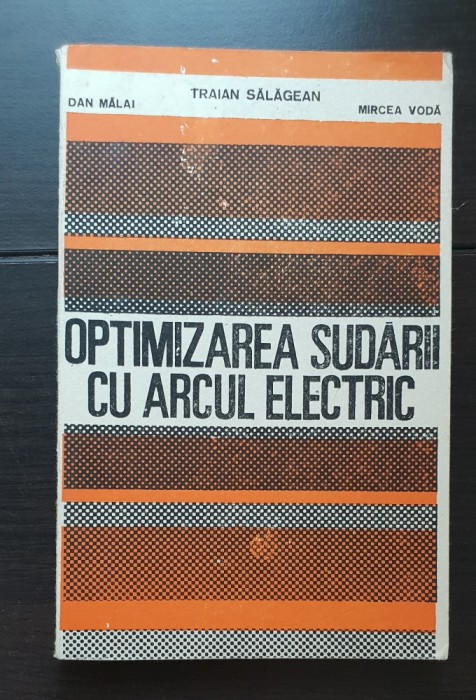 TRAIAN SĂLĂGEAN
DAN MĂLAI
MIRCEA VODĂ
OPTIMIZAREA SUDĂRII
CU ARCUL ELECTRIC